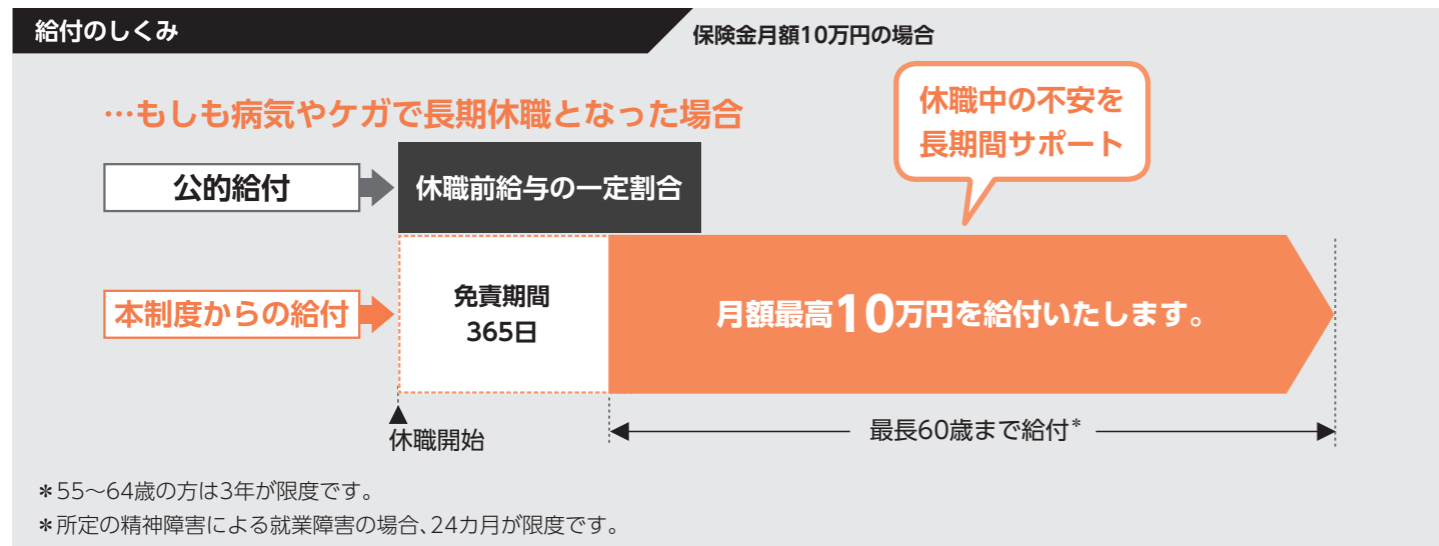 給付のしくみ
保険金月額10万円の場合
…もしも病気やケガで長期休職となった場合
休職中の不安を
長期間サポート
公的給付
休職前給与の一定割合
本制度からの給付
免責期間
365日
月額最高10万円を給付いたします。
▲
休職開始
最長60歳まで給付*
*55〜64歳の方は3年が限度です。
*所定の精神障害による就業障害の場合、24カ月が限度です。